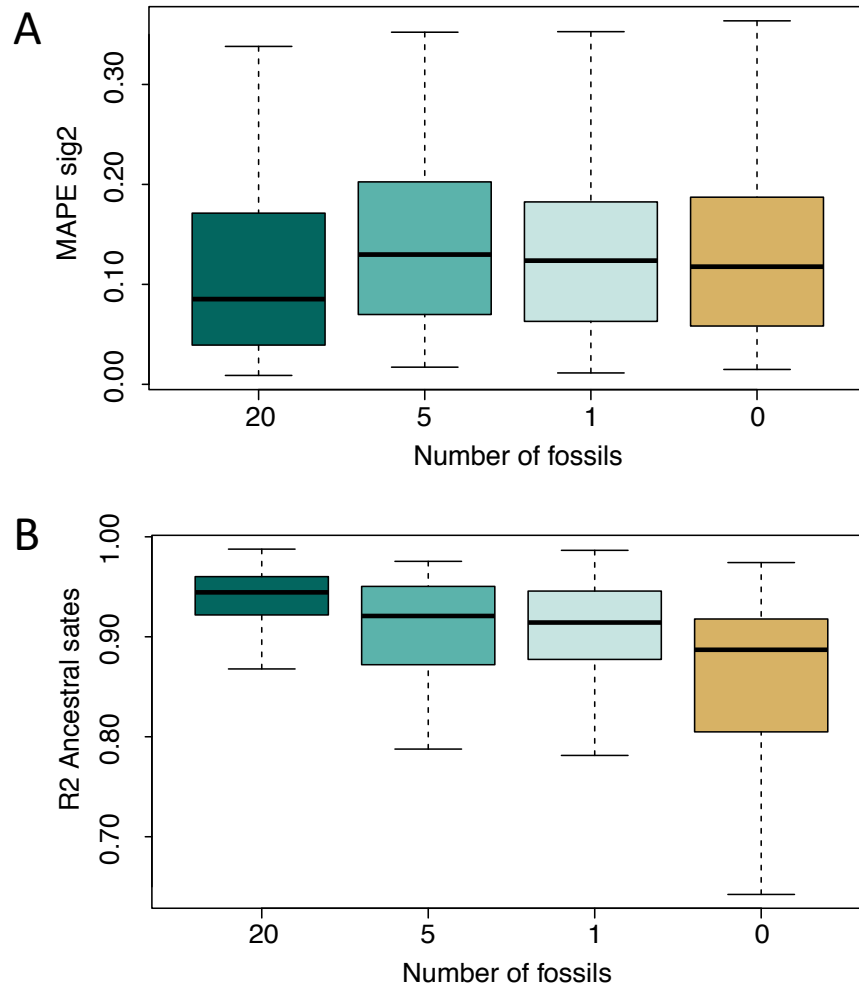 A
MAPE sig2
0.30
0.20
0.10
0.00
20 5 1 0
Number of fossils
B
R2 Ancestral sates
1.00
0.90
0.80
0.70
20 5 1 0
Number of fossils